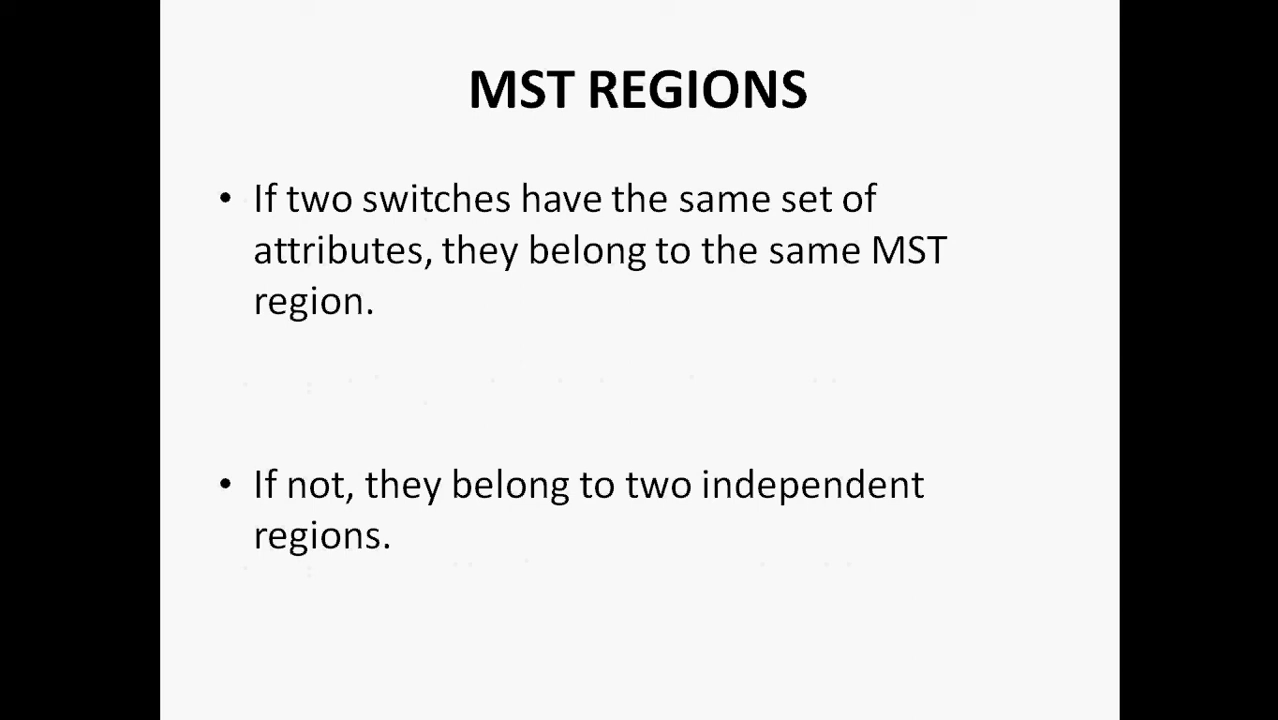 MST REGIONS
• If two switches have the same set of
attributes, they belong to the same MST
region.
• If not, they belong to two independent
regions.